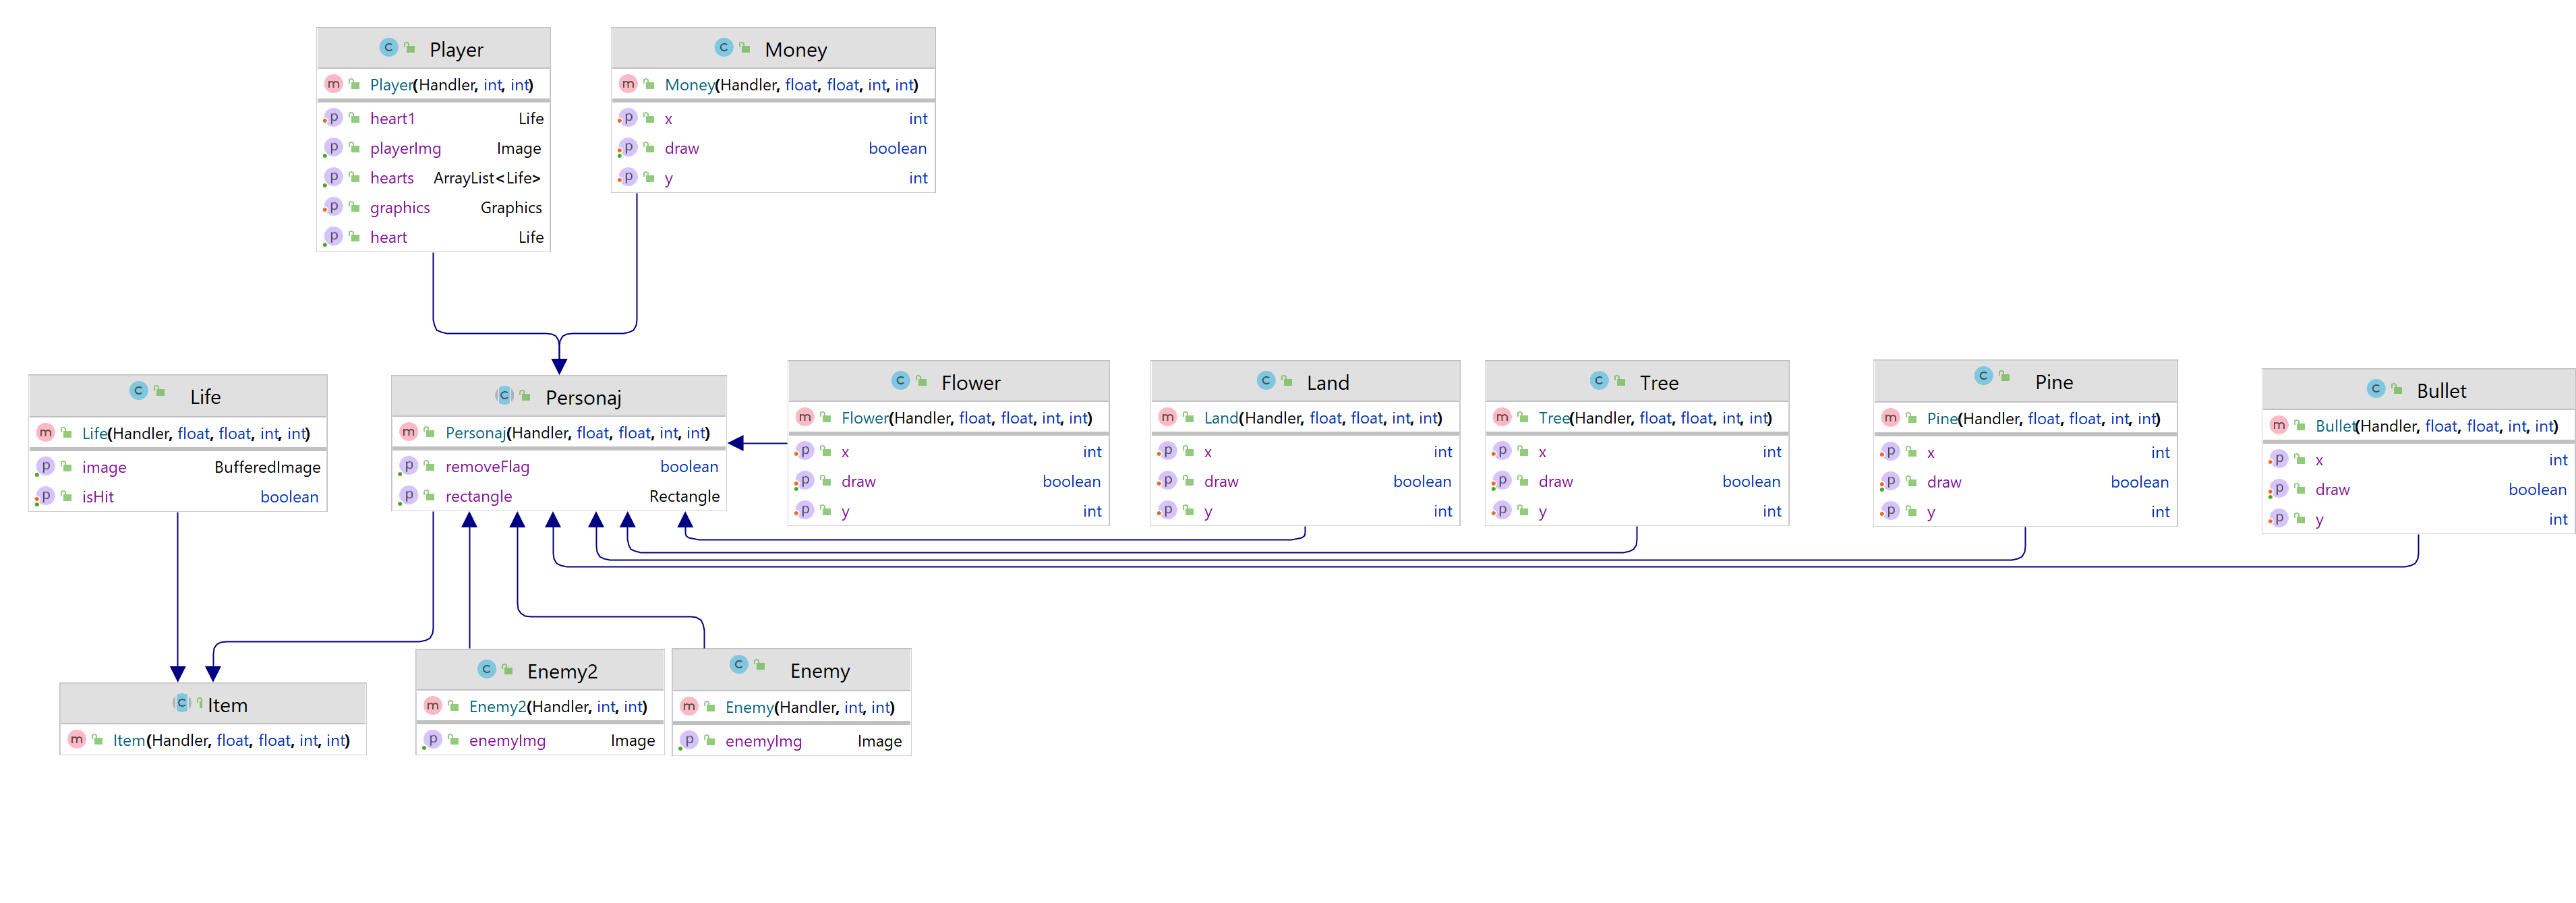 Player
Player(Handler, int, int)
heart1 Life
playerImg Image
hearts ArrayList<Life>
graphics Graphics
heart Life
Money
Money(Handler, float, float, int, int)
x int
draw boolean
y int
Life
Life(Handler, float, float, int, int)
image BufferedImage
isHit boolean
Personaj
Personaj(Handler, float, float, int, int)
removeFlag boolean
rectangle Rectangle
Flower
Flower(Handler, float, float, int, int)
x int
draw boolean
y int
Land
Land(Handler, float, float, int, int)
x int
draw boolean
y int
Tree
Tree(Handler, float, float, int, int)
x int
draw boolean
y int
Pine
Pine(Handler, float, float, int, int)
x int
draw boolean
y int
Bullet
Bullet(Handler, float, float, int, int)
x int
draw boolean
y int
Item
Item(Handler, float, float, int, int)
Enemy2
Enemy2(Handler, int, int)
enemyImg Image
Enemy
Enemy(Handler, int, int)
enemyImg Image